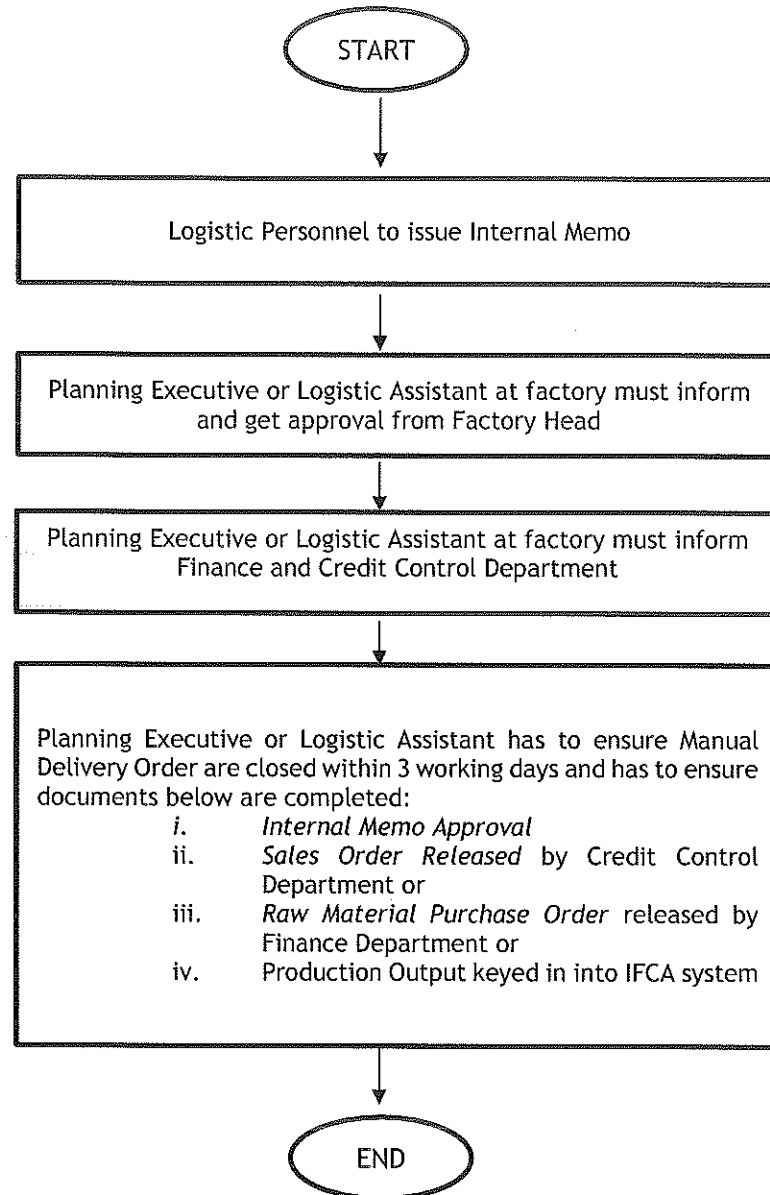 START
Logistic Personnel to issue Internal Memo
Planning Executive or Logistic Assistant at factory must inform
and get approval from Factory Head
Planning Executive or Logistic Assistant at factory must inform
Finance and Credit Control Department
Planning Executive or Logistic Assistant has to ensure Manual
Delivery Order are closed within 3 working days and has to ensure
documents below are completed:
i. Internal Memo Approval
ii. Sales Order Released by Credit Control
Department or
iii. Raw Material Purchase Order released by
Finance Department or
iv. Production Output keyed in into IFCA system
END